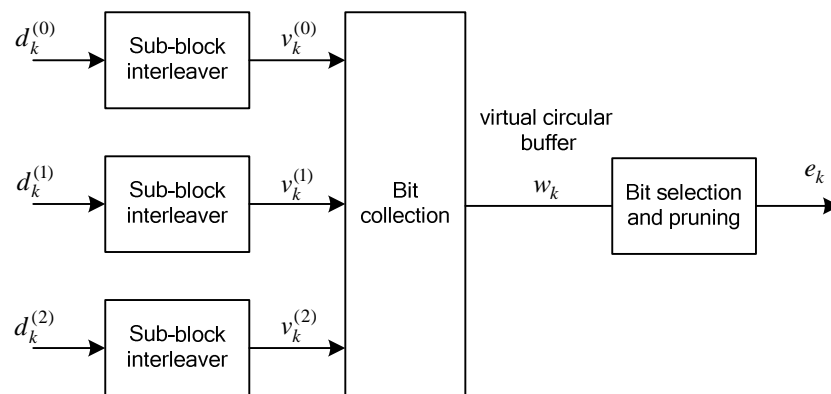 d_k^(0)
Sub-block
interleaver
v_k^(0)
d_k^(1)
Sub-block
interleaver
v_k^(1)
d_k^(2)
Sub-block
interleaver
v_k^(2)
Bit
collection
virtual circular
buffer
w_k
Bit selection
and pruning
e_k